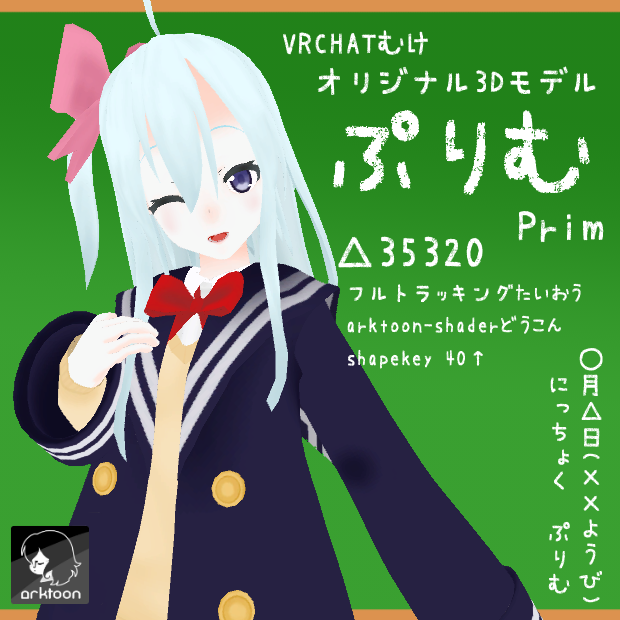 VRCHATむけ
オリジナル3Dモデル
ぷりむ
Prim
△35320
フルトラッキングたいおう
arktoon-shaderどうこん
shapekey 40↑
○月△日(××ようび)
にっちょく ぷりむ
arktoon